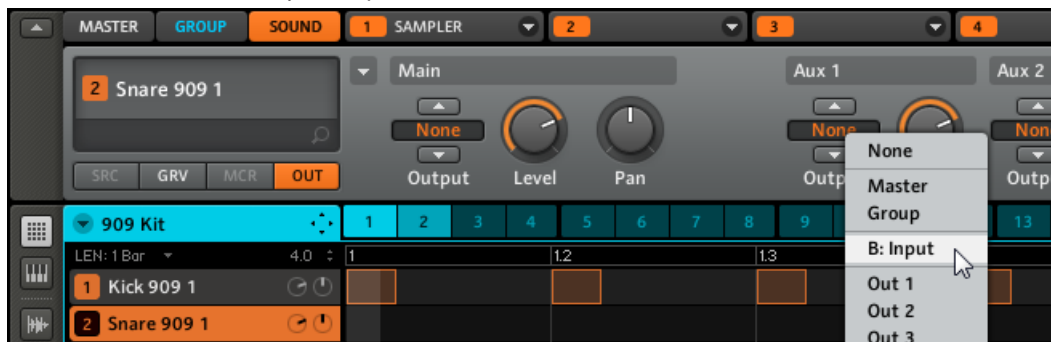 MASTER GROUP SOUND 1 SAMPLER 2 3 4
Main Aux 1 Aux 2
2 Snare 909 1
None None Non
None
SRC GRV MCR OUT
Output Level Pan Outp Outp
Master
Group
909 Kit 1 2 3 4 5 6 7 8 9 13
B: Input
LEN: 1 Bar 4.0 1 1.2 1.3
1 Kick 909 1
Out 1
Out 2
2 Snare 909 1
Out 3